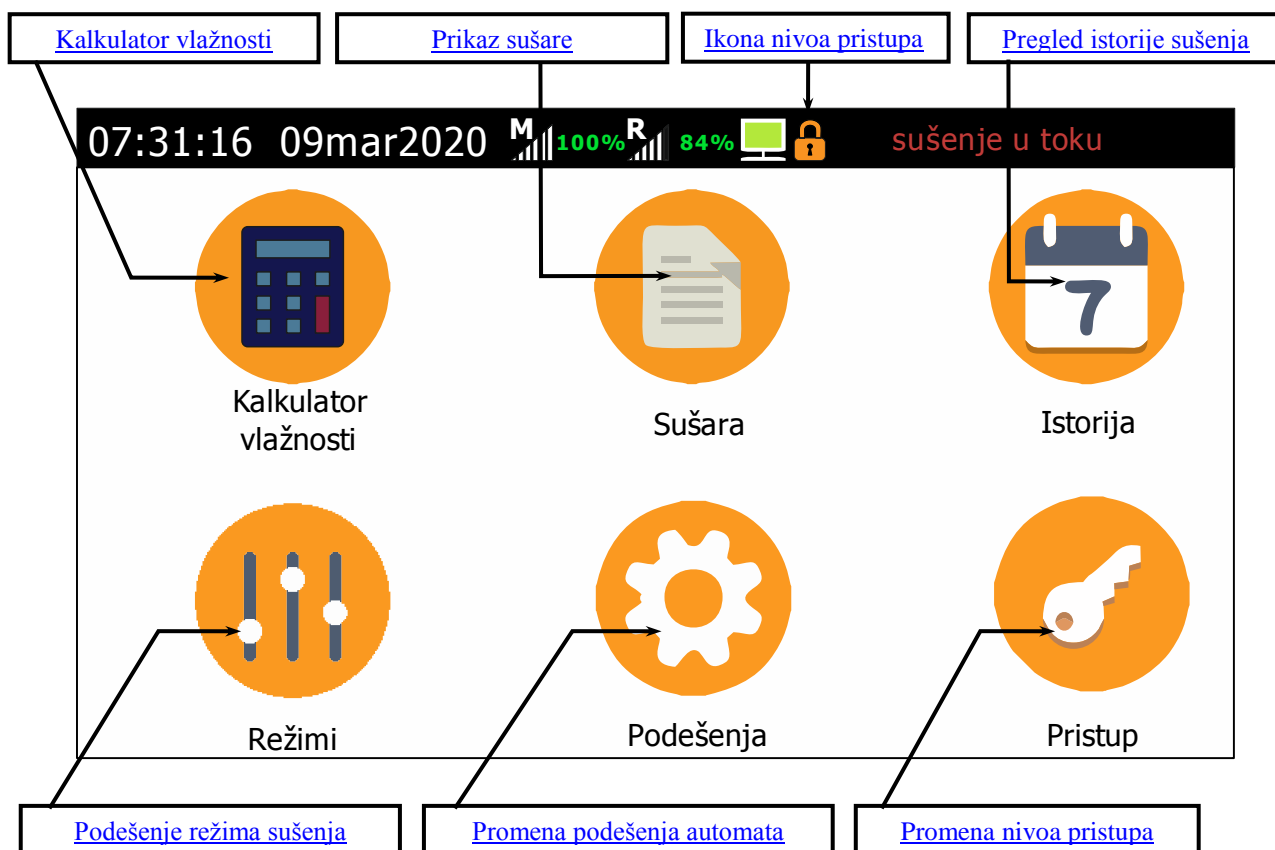 Kalkulator vlažnosti
Prikaz sušare
Ikona nivoa pristupa
Pregled istorije sušenja
07:31:16 09mar2020 M 100% R 84% sušenje u toku
7
Kalkulator
vlažnosti
Sušara
Istorija
Režimi
Podešenja
Pristup
Podešenje režima sušenja
Promena podešenja automata
Promena nivoa pristupa